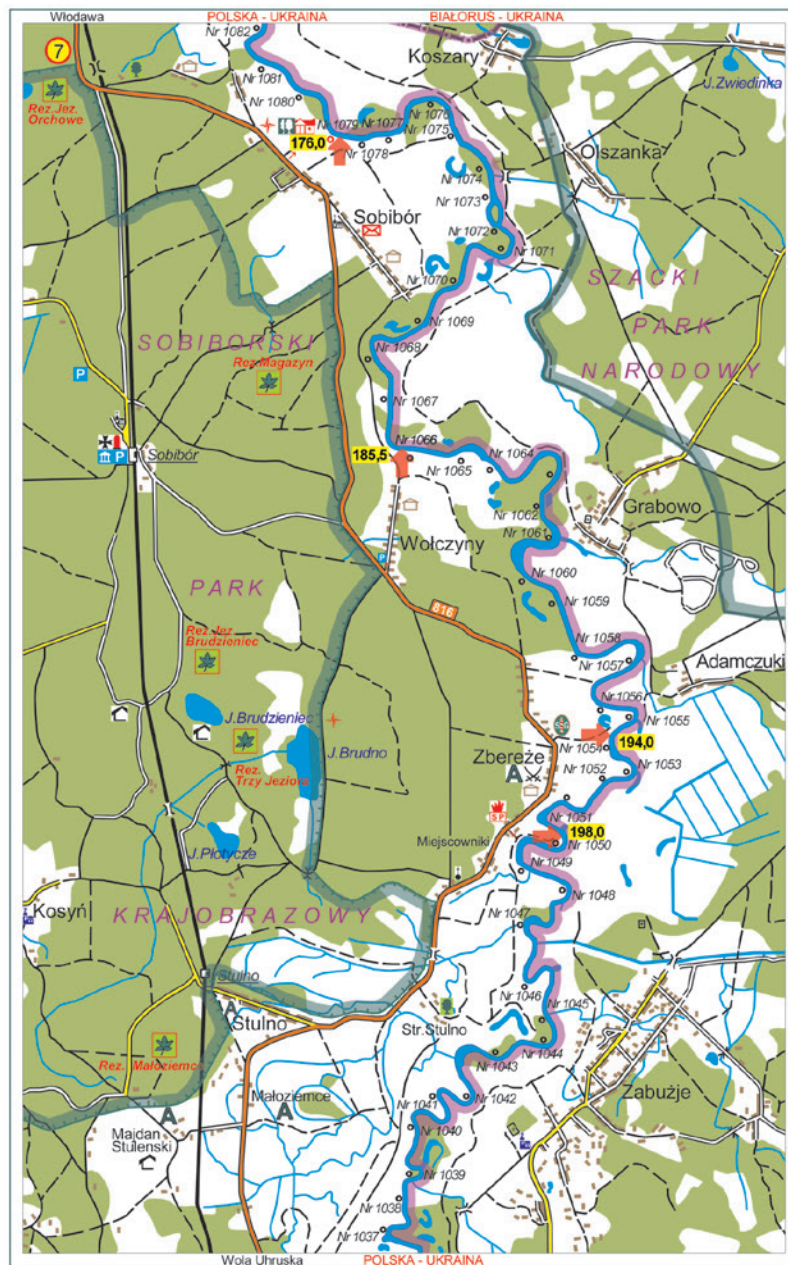 Włodawa
POLSKA - UKRAINA
BIAŁORUŚ - UKRAINA
Nr 1082
7
Koszary
Nr 1081
J.Zwiedinka
Rez.Jez.
Orchowe
Nr 1080
Nr 1079
Nr 1077
Nr 1076
Nr 1075
176,0
Nr 1078
Olszanka
Nr 1074
Nr 1073
Sobibór
Nr 1072
Nr 1071
Nr 1070
SZACKI
PARK
NARODOWY
Nr 1069
SOBIBORSKI
Rez.Magazyn
Nr 1068
P
Nr 1067
Nr 1066
Sobibór
P
185,5
Nr 1065
Nr 1064
Nr 1062
Grabowo
Wołczyny
Nr 1061
P
Nr 1060
PARK
Nr 1059
816
Rez.Jez.
Brudzieniec
Nr 1058
Nr 1057
Adamczuki
J.Brudzieniec
Nr 1056
Nr 1055
Rez.
Trzy Jeziora
J.Brudno
Nr 1054
194,0
Zbereże
A
Nr 1053
Nr 1052
SP
Nr 1051
198,0
Nr 1050
Miejscowniki
J.Płotycze
Nr 1049
Nr 1048
Kosyń
KRAJOBRAZOWY
Nr 1047
Stulno
Nr 1046
A
Stulno
Str.Stulno
Nr 1045
Nr 1044
Rez. Małoziemce
Nr 1043
Zabużje
Małoziemce
A
A
Nr 1042
Nr 1041
Majdan
Stulenski
Nr 1040
Nr 1039
Nr 1038
Nr 1037
Wola Uhruska
POLSKA - UKRAINA